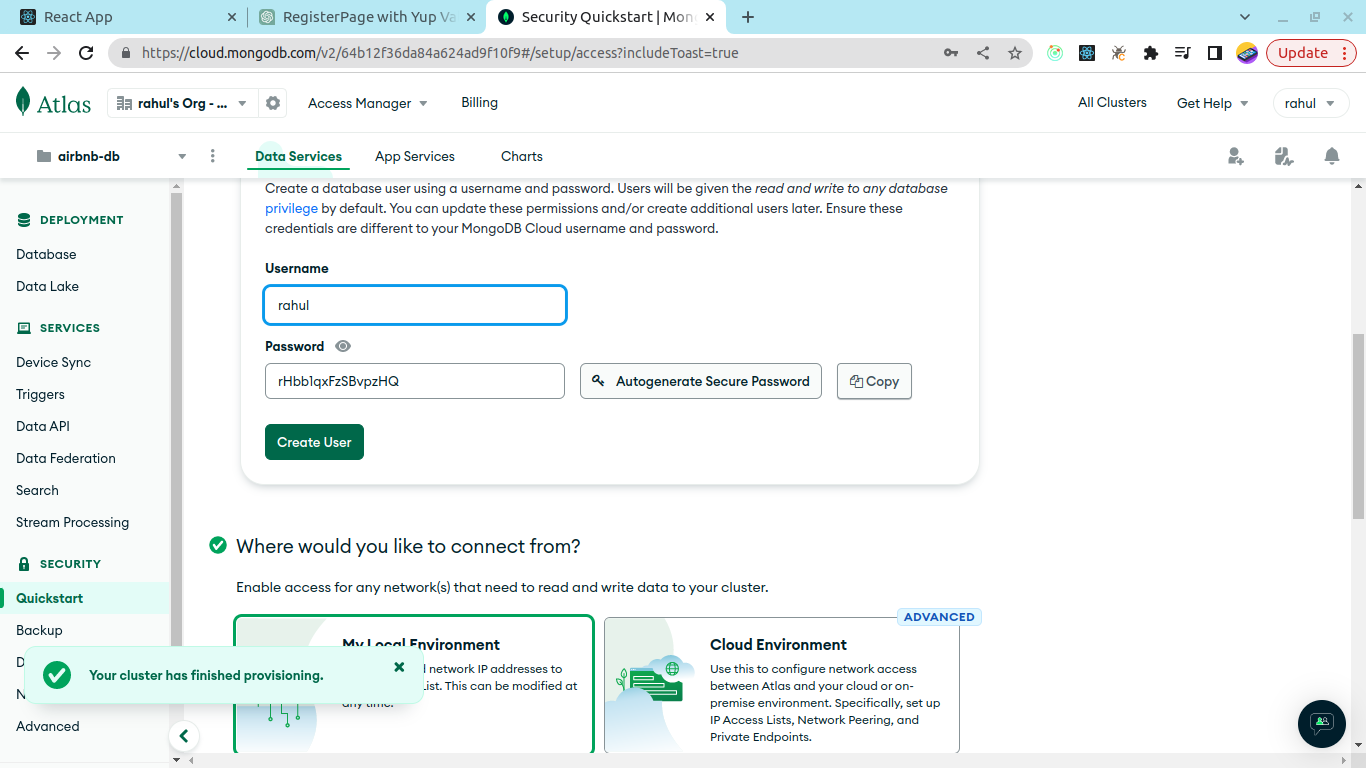 React App
RegisterPage with Yup Va
Security Quickstart | Mon
https://cloud.mongodb.com/v2/64b12f36da84a624ad9f10f9#/setup/access?includeToast=true
Update
Atlas
rahul's Org - ...
Access Manager
Billing
All Clusters
Get Help
rahul
airbnb-db
Data Services
App Services
Charts
DEPLOYMENT
Database
Data Lake
SERVICES
Device Sync
Triggers
Data API
Data Federation
Search
Stream Processing
SECURITY
Quickstart
Backup
D
N
Advanced
Create a database user using a username and password. Users will be given the read and write to any database
privilege by default. You can update these permissions and/or create additional users later. Ensure these
credentials are different to your MongoDB Cloud username and password.
Username
rahul
Password
rHbb1qxFzSBvpzHQ
Autogenerate Secure Password
Copy
Create User
Where would you like to connect from?
Enable access for any network(s) that need to read and write data to your cluster.
My Local Environment
network IP addresses to
List. This can be modified at
any time.
ADVANCED
Cloud Environment
Use this to configure network access
between Atlas and your cloud or on-
premise environment. Specifically, set up
IP Access Lists, Network Peering, and
Private Endpoints.
Your cluster has finished provisioning.